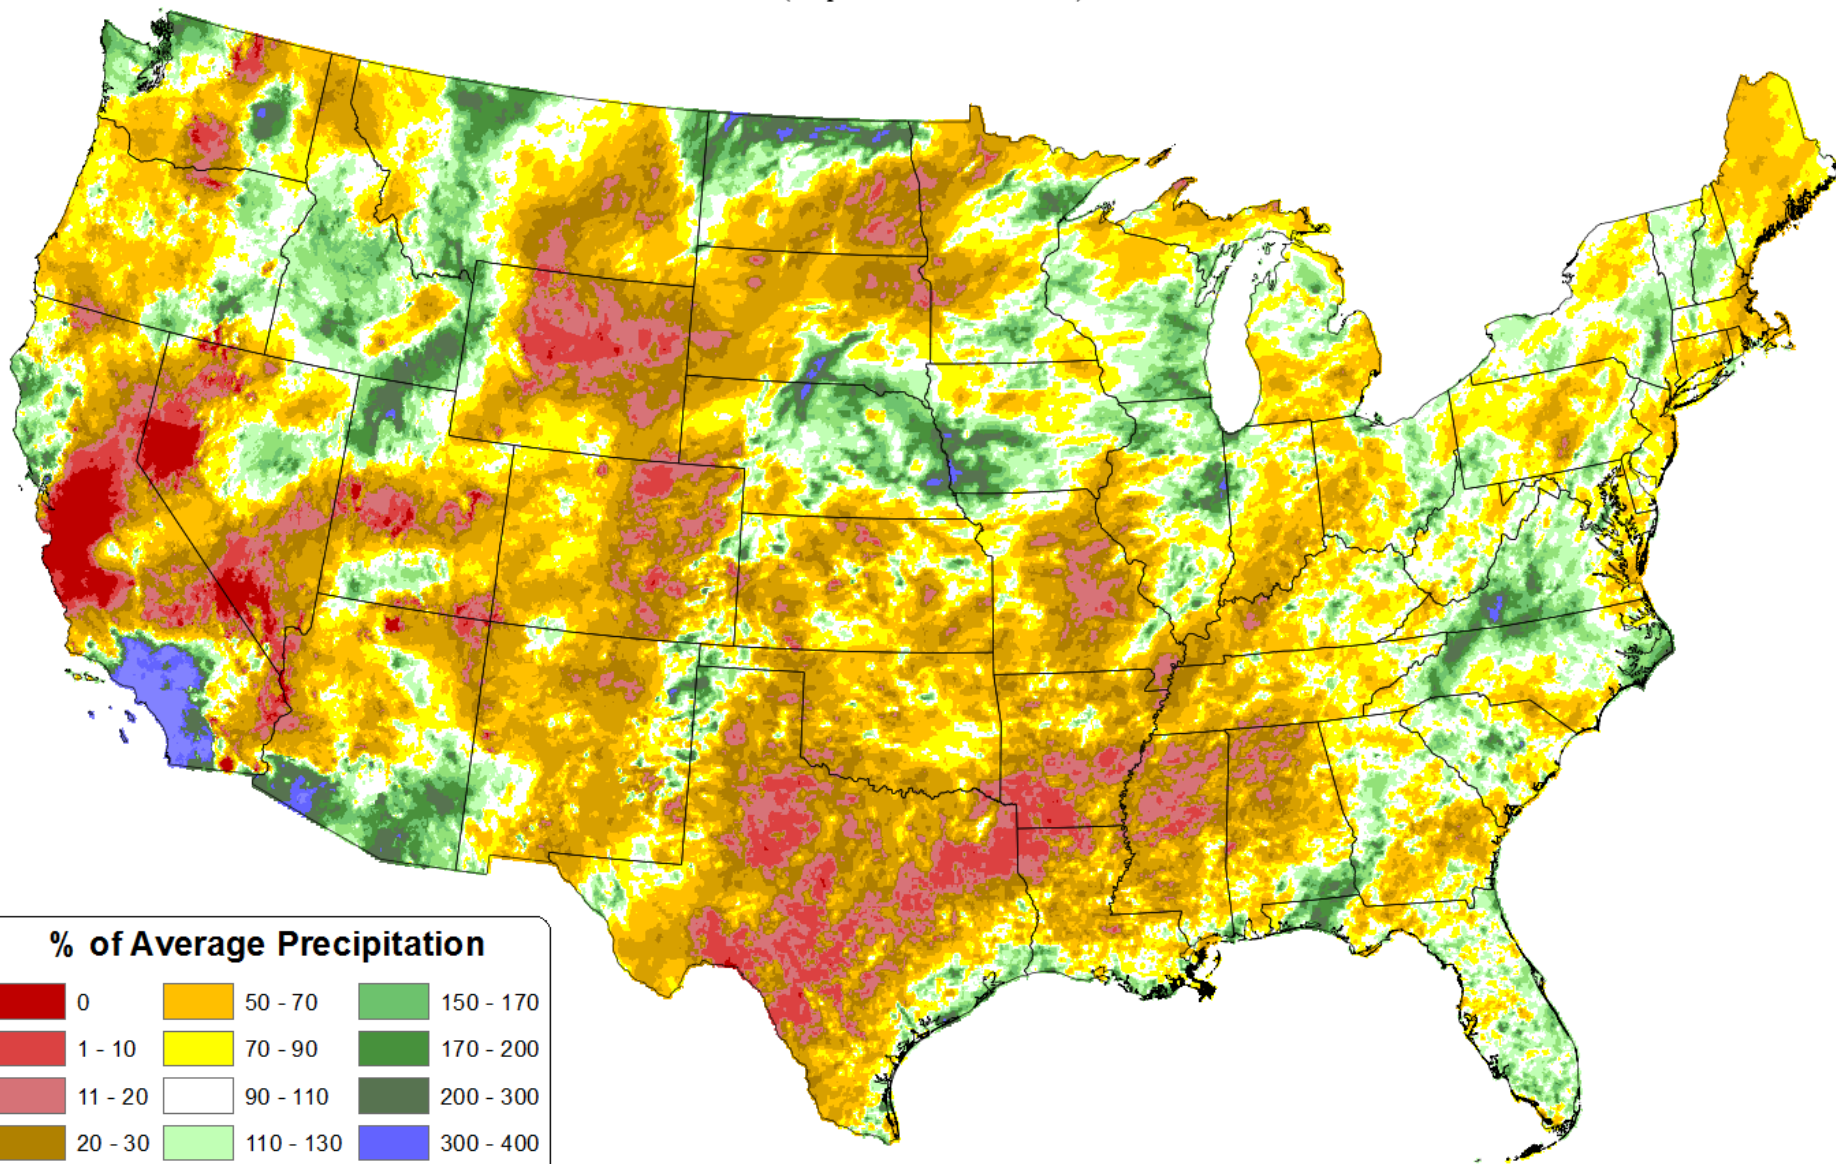 % of Average Precipitation
0 50 - 70 150 - 170
1 - 10 70 - 90 170 - 200
11 - 20 90 - 110 200 - 300
20 - 30 110 - 130 300 - 400